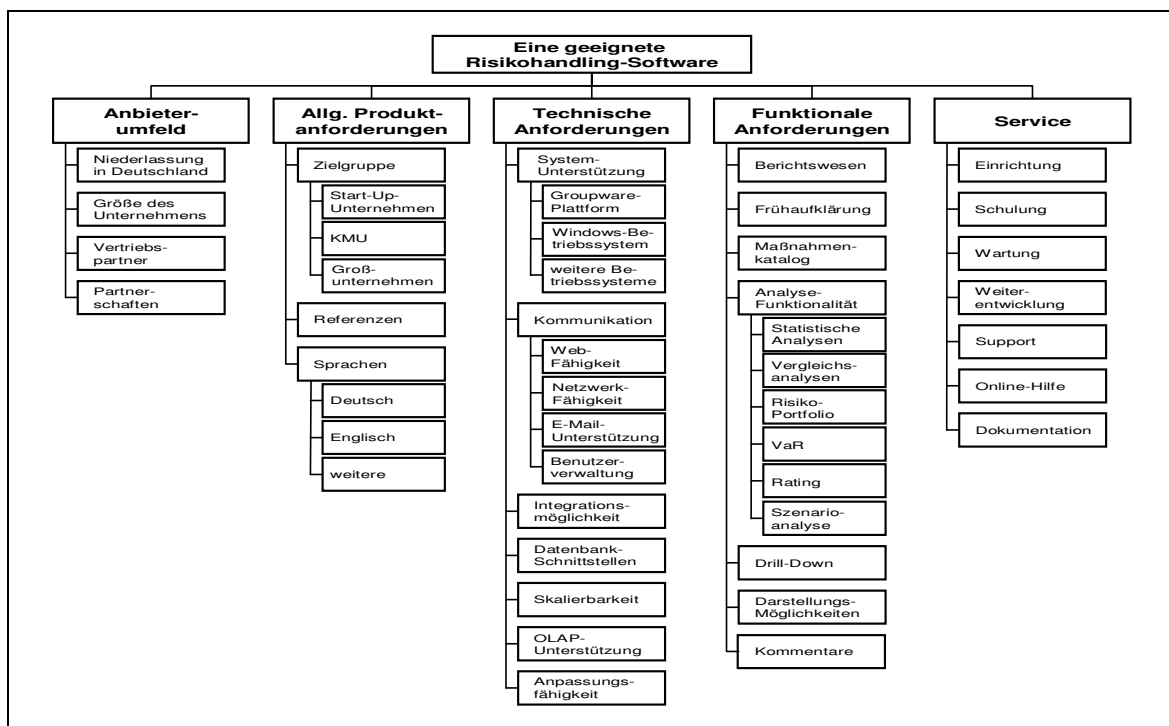 Eine geeignete
Risikohandling-Software
Anbieter-
umfeld
Niederlassung
in Deutschland
Größe des
Unternehmens
Vertriebs-
partner
Partner-
schaften
Allg. Produkt-
anforderungen
Zielgruppe
Start-Up-
Unternehmen
KMU
Groß-
unternehmen
Referenzen
Sprachen
Deutsch
Englisch
weitere
Technische
Anforderungen
System-
Unterstützung
Groupware-
Plattform
Windows-Be-
triebssystem
weitere Be-
triebssysteme
Kommunikation
Web-
Fähigkeit
Netzwerk-
Fähigkeit
E-Mail-
Unterstützung
Benutzer-
verwaltung
Integrations-
möglichkeit
Datenbank-
Schnittstellen
Skalierbarkeit
OLAP-
Unterstützung
Anpassungs-
fähigkeit
Funktionale
Anforderungen
Berichtswesen
Frühaufklärung
Maßnahmen-
katalog
Analyse-
Funktionalität
Statistische
Analysen
Vergleichs-
analysen
Risiko-
Portfolio
VaR
Rating
Szenario-
analyse
Drill-Down
Darstellungs-
Möglichkeiten
Kommentare
Service
Einrichtung
Schulung
Wartung
Weiter-
entwicklung
Support
Online-Hilfe
Dokumentation